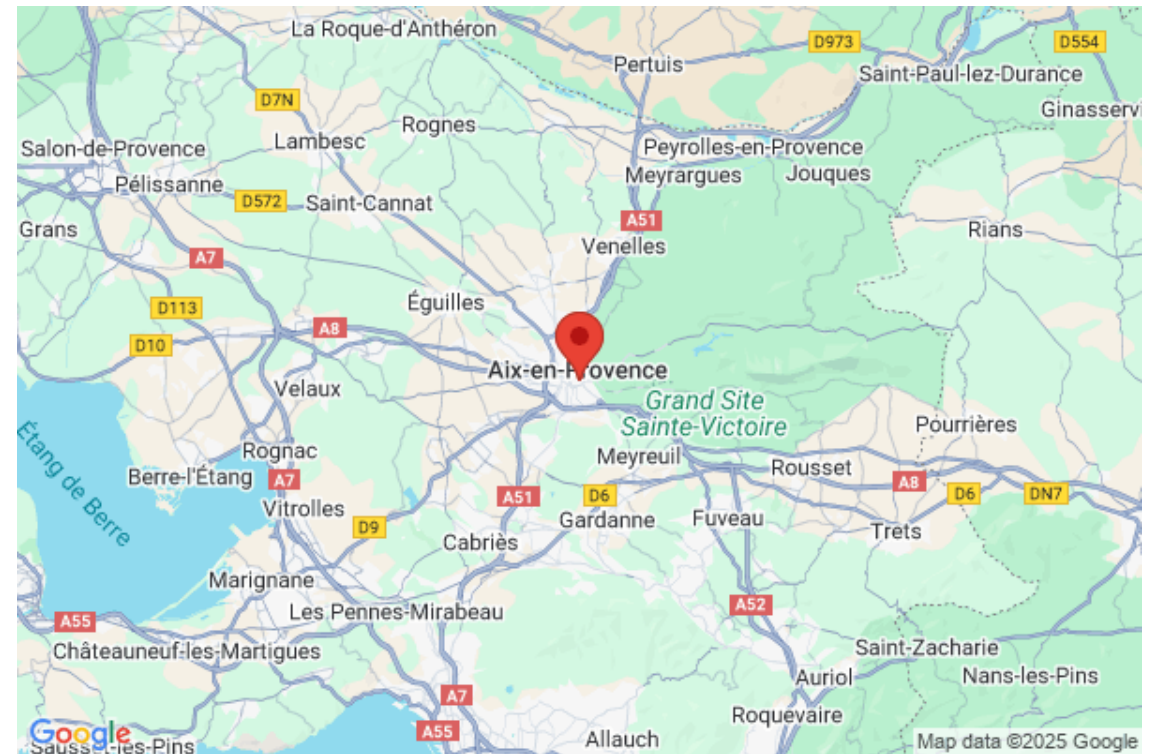 La Roque-d'Anthéron
D973
D554
Pertuis
Saint-Paul-lez-Durance
D7N
Ginasservi
Rognes
Lambesc
Salon-de-Provence
Peyrolles-en-Provence
Pélissanne
Meyrargues
Jouques
D572
Saint-Cannat
A51
Grans
Rians
Venelles
A7
Éguilles
D113
A8
D10
Aix-en-Provence
Velaux
Grand Site
Sainte-Victoire
Pourrières
Étang de Berre
Rognac
Meyreuil
Rousset
Berre-l'Étang
A7
A51
D6
A8
D6
DN7
Vitrolles
D9
Gardanne
Fuveau
Trets
Cabriès
Marignane
Les Pennes-Mirabeau
A52
A55
Châteauneuf-les-Martigues
Saint-Zacharie
Auriol
Nans-les-Pins
A7
Roquevaire
A55
Allauch
Google
Sausset-les-Pins
Map data ©2025 Google